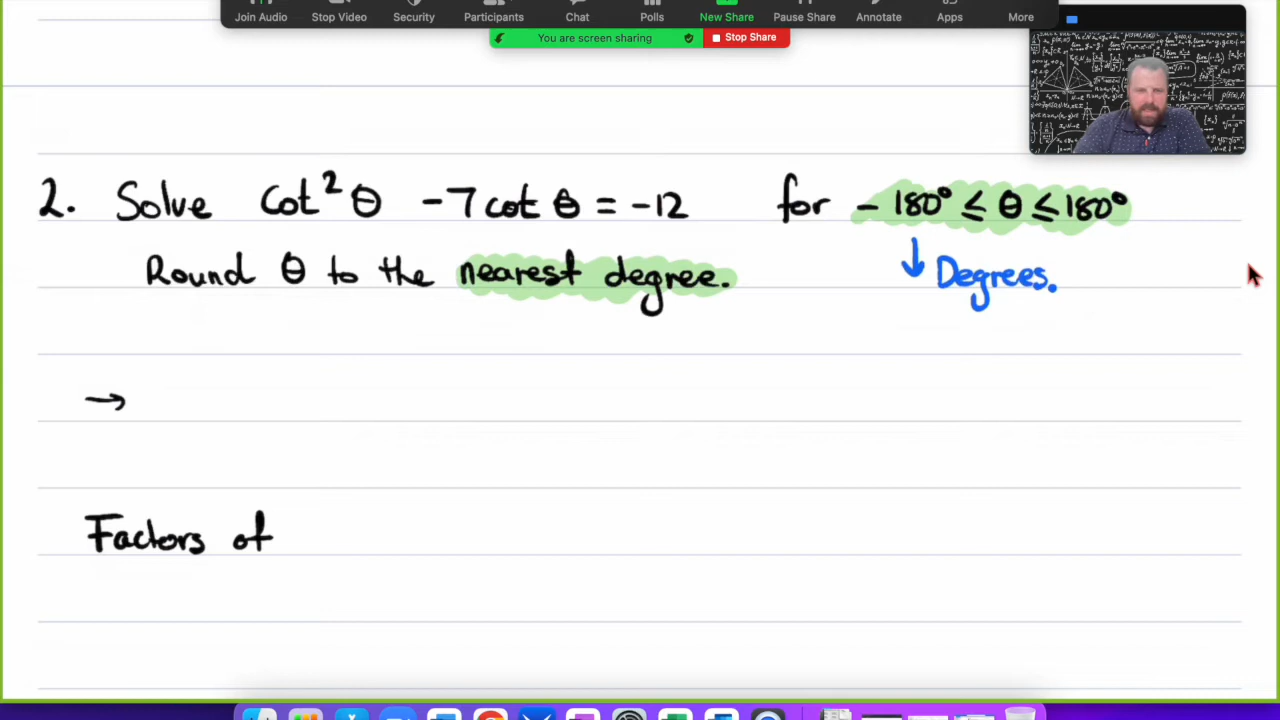 Join Audio Stop Video Security Participants Chat Polls New Share Pause Share Annotate Apps More
You are screen sharing Stop Share
2. Solve cot² θ - 7 cot θ = -12 for - 180° ≤ θ ≤ 180°
Round θ to the nearest degree. ↓ Degrees.
→
Factors of